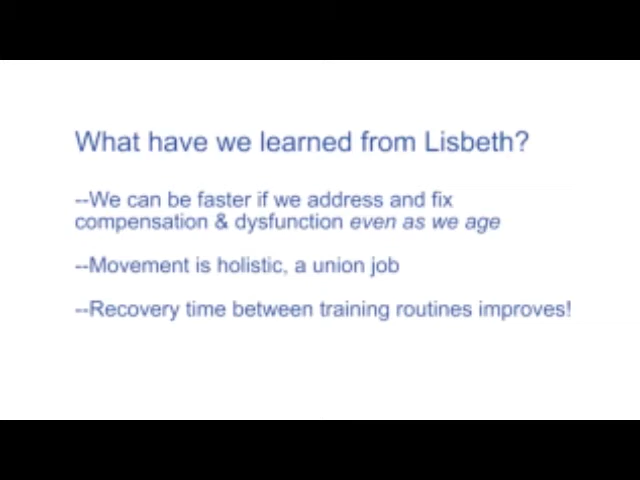 What have we learned from Lisbeth?
--We can be faster if we address and fix
compensation & dysfunction even as we age
--Movement is holistic, a union job
--Recovery time between training routines improves!